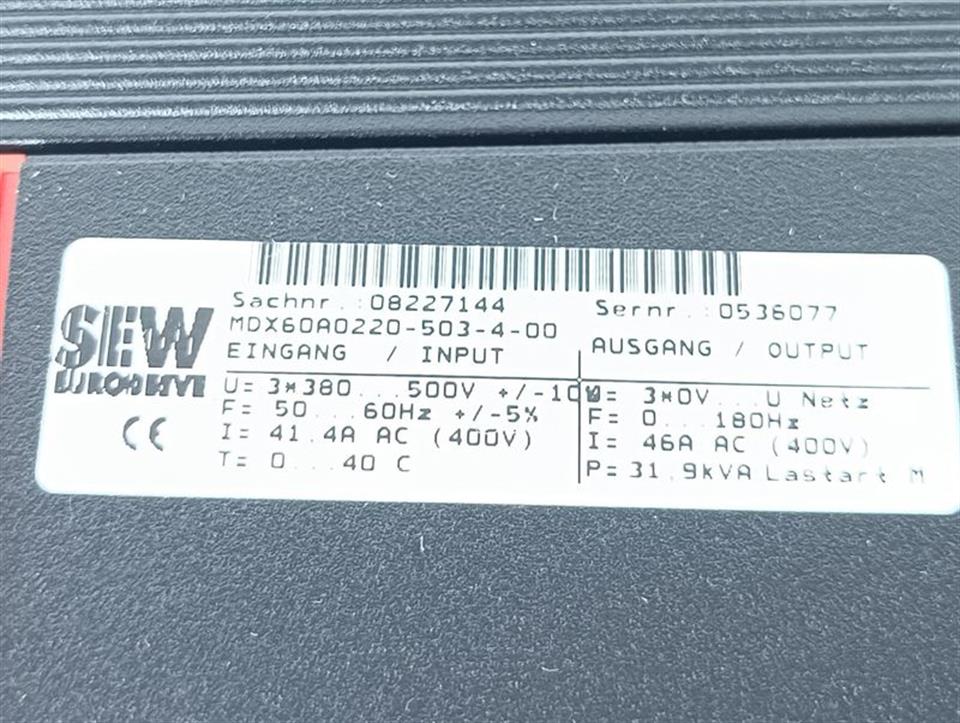 SEW
EURODRIVE
Sachnr.:08227144 Sernr.:0536077
MDX60A0220-503-4-00
EINGANG / INPUT AUSGANG / OUTPUT
U= 3*380...500V +/-10% U= 3*0V...U Netz
F= 50...60Hz +/-5% F= 0...180Hz
I= 41.4A AC (400V) I= 46A AC (400V)
T= 0...40 C P= 31.9kVA Lastart M
CE